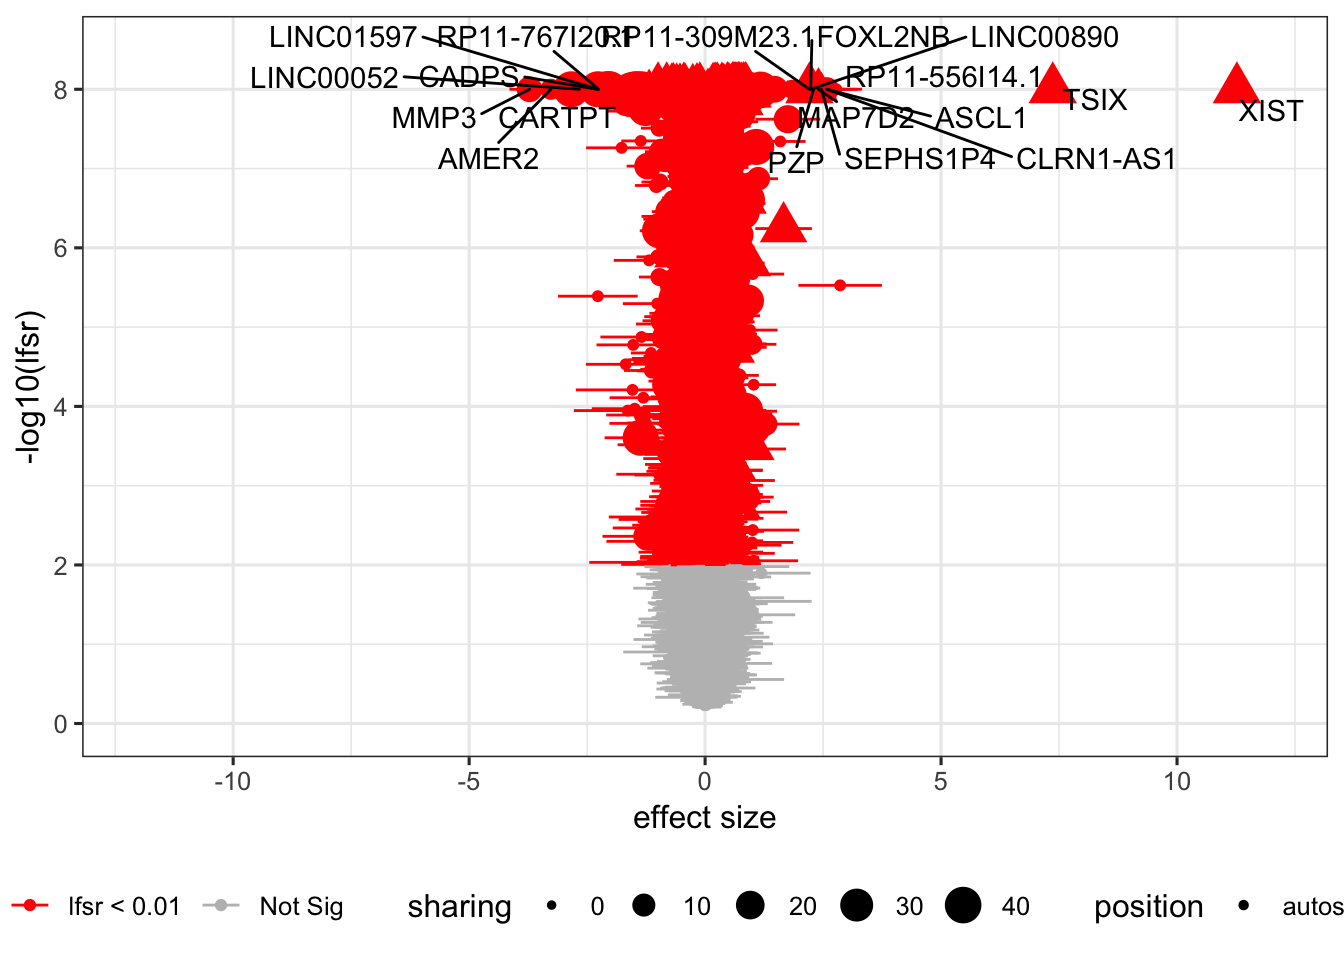 LINC01597 RP11-767I20.1 RP11-309M23.1 FOXL2NB LINC00890
LINC00052 CADPS RP11-556I14.1 TSIX XIST
MMP3 CARTPT MAP7D2 ASCL1
AMER2 PZP SEPHS1P4 CLRN1-AS1
8
6
4
2
0
-log10(lfsr)
-10 -5 0 5 10
effect size
lfsr < 0.01 Not Sig sharing 0 10 20 30 40 position autos